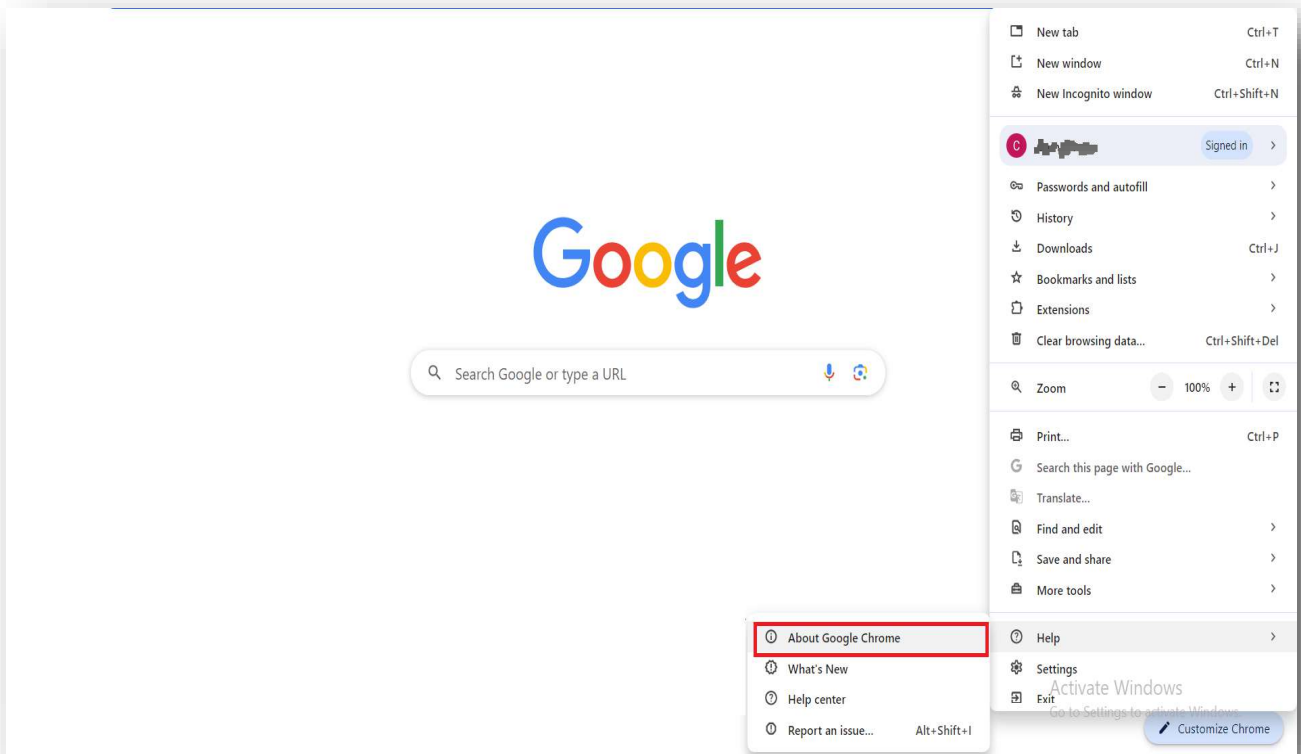 New tab Ctrl+T
New window Ctrl+N
New Incognito window Ctrl+Shift+N
C Signed in
Passwords and autofill
History
Downloads Ctrl+J
Bookmarks and lists
Extensions
Clear browsing data... Ctrl+Shift+Del
Google
Search Google or type a URL
Zoom − 100% +
Print... Ctrl+P
G Search this page with Google...
Translate...
Find and edit
Save and share
More tools
Help
About Google Chrome
What's New
Help center
Report an issue... Alt+Shift+I
Settings
Exit
Activate Windows
Go to Settings to activate Windows.
Customize Chrome